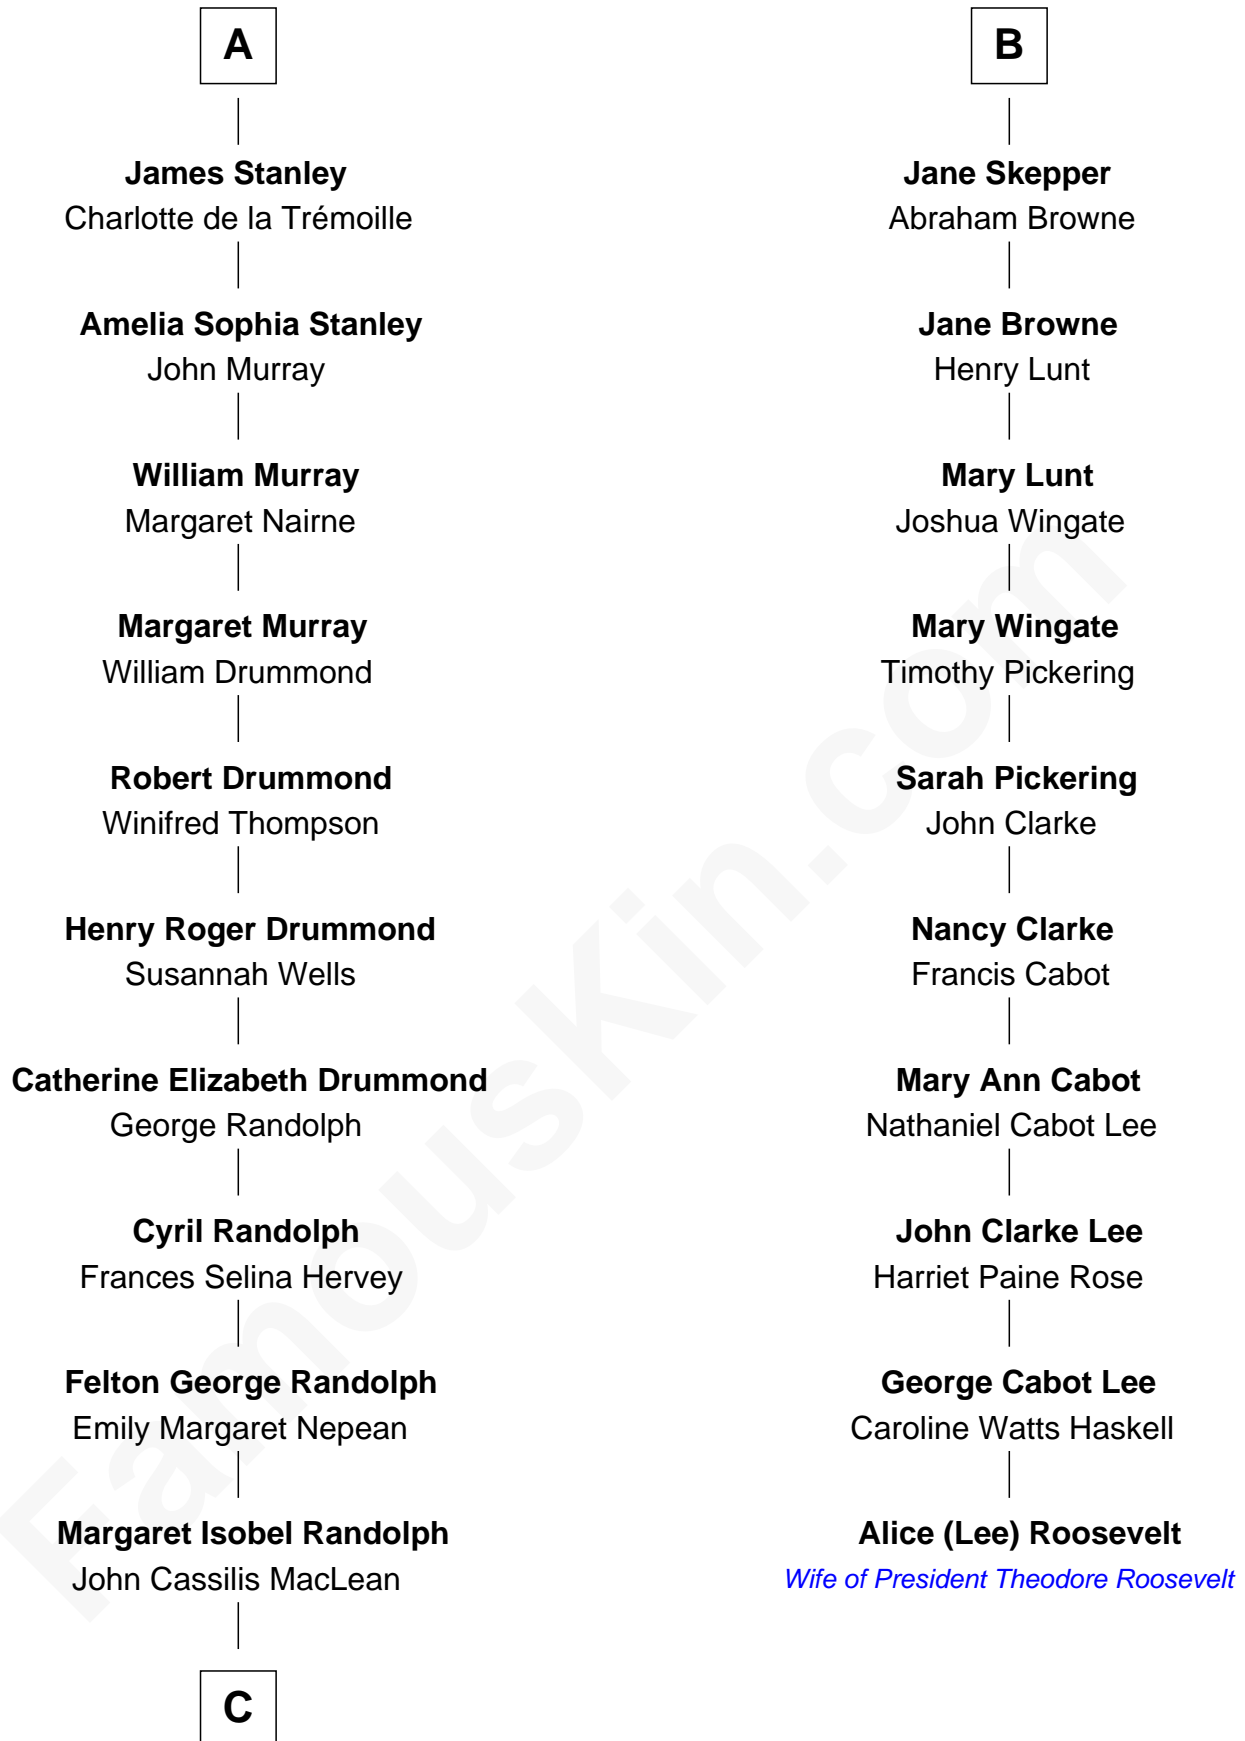 A
James Stanley
Charlotte de la Trémoille
Amelia Sophia Stanley
John Murray
William Murray
Margaret Nairne
Margaret Murray
William Drummond
Robert Drummond
Winifred Thompson
Henry Roger Drummond
Susannah Wells
Catherine Elizabeth Drummond
George Randolph
Cyril Randolph
Frances Selina Hervey
Felton George Randolph
Emily Margaret Nepean
Margaret Isobel Randolph
John Cassilis MacLean
C
B
Jane Skepper
Abraham Browne
Jane Browne
Henry Lunt
Mary Lunt
Joshua Wingate
Mary Wingate
Timothy Pickering
Sarah Pickering
John Clarke
Nancy Clarke
Francis Cabot
Mary Ann Cabot
Nathaniel Cabot Lee
John Clarke Lee
Harriet Paine Rose
George Cabot Lee
Caroline Watts Haskell
Alice (Lee) Roosevelt
Wife of President Theodore Roosevelt
FamousKin.com